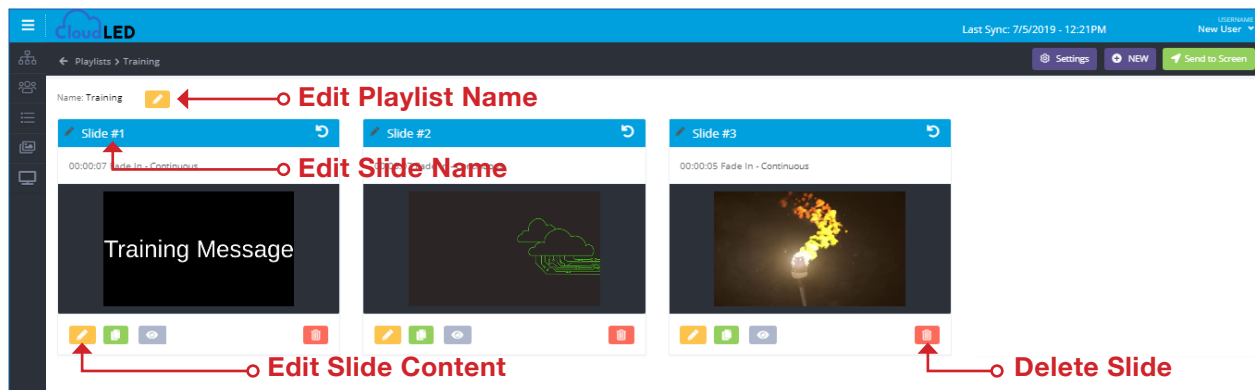 CloudLED
Last Sync: 7/5/2019 - 12:21PM
USERNAME
New User
Playlists > Training
Settings
NEW
Send to Screen
Name: Training
Edit Playlist Name
Slide #1
Slide #2
Slide #3
Edit Slide Name
00:00:07 Fade In - Continuous
00:00:05 Fade In - Continuous
Training Message
Edit Slide Content
Delete Slide